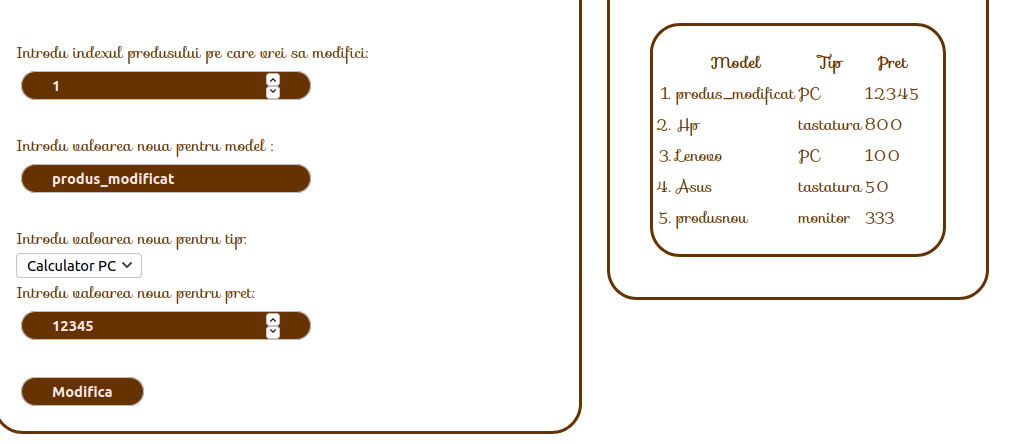 Introdu indexul produsului pe care vrei sa modifici:
1
Introdu valoarea noua pentru model :
produs_modificat
Introdu valoarea noua pentru tip:
Calculator PC
Introdu valoarea noua pentru pret:
12345
Modifica
Model Tip Pret
1. produs_modificat PC 12345
2. Hp tastatura 800
3. Lenovo PC 100
4. Asus tastatura 50
5. produsnou monitor 333